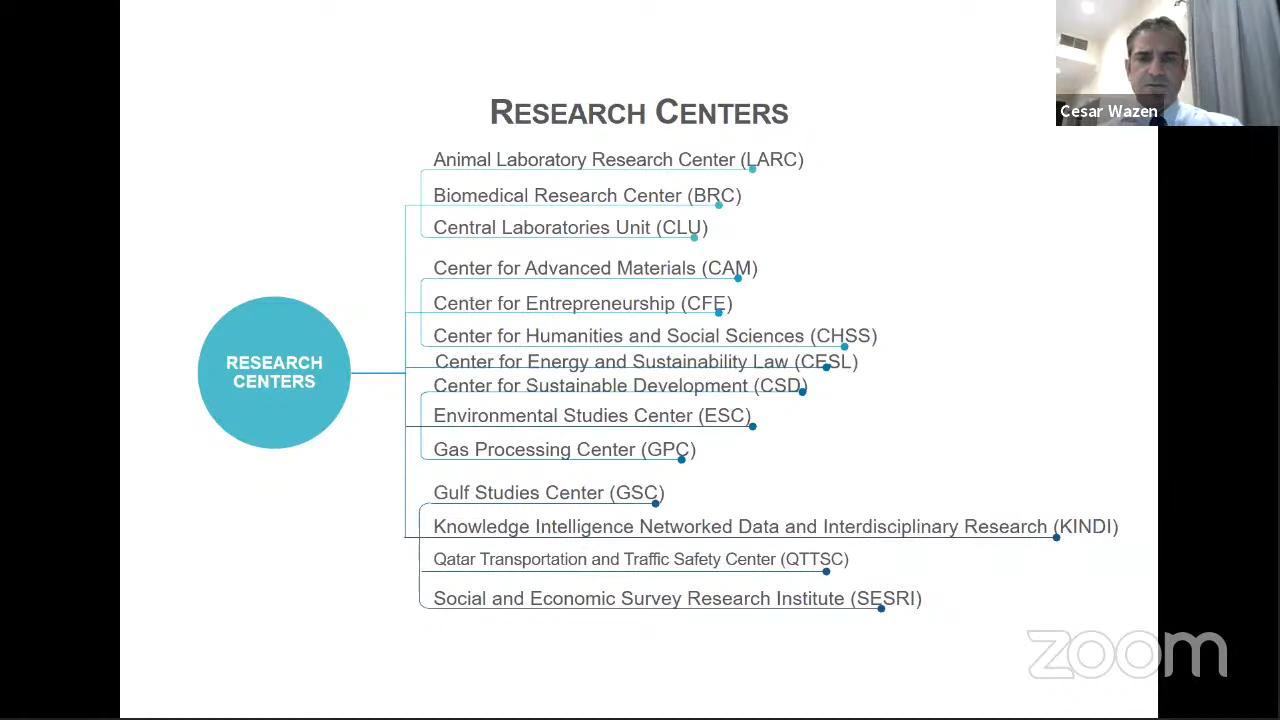 Cesar Wazen
RESEARCH CENTERS
Animal Laboratory Research Center (LARC)
Biomedical Research Center (BRC)
Central Laboratories Unit (CLU)
Center for Advanced Materials (CAM)
Center for Entrepreneurship (CFE)
Center for Humanities and Social Sciences (CHSS)
Center for Energy and Sustainability Law (CESL)
Center for Sustainable Development (CSD)
Environmental Studies Center (ESC)
Gas Processing Center (GPC)
Gulf Studies Center (GSC)
Knowledge Intelligence Networked Data and Interdisciplinary Research (KINDI)
Qatar Transportation and Traffic Safety Center (QTTSC)
Social and Economic Survey Research Institute (SESRI)
RESEARCH
CENTERS
zoom